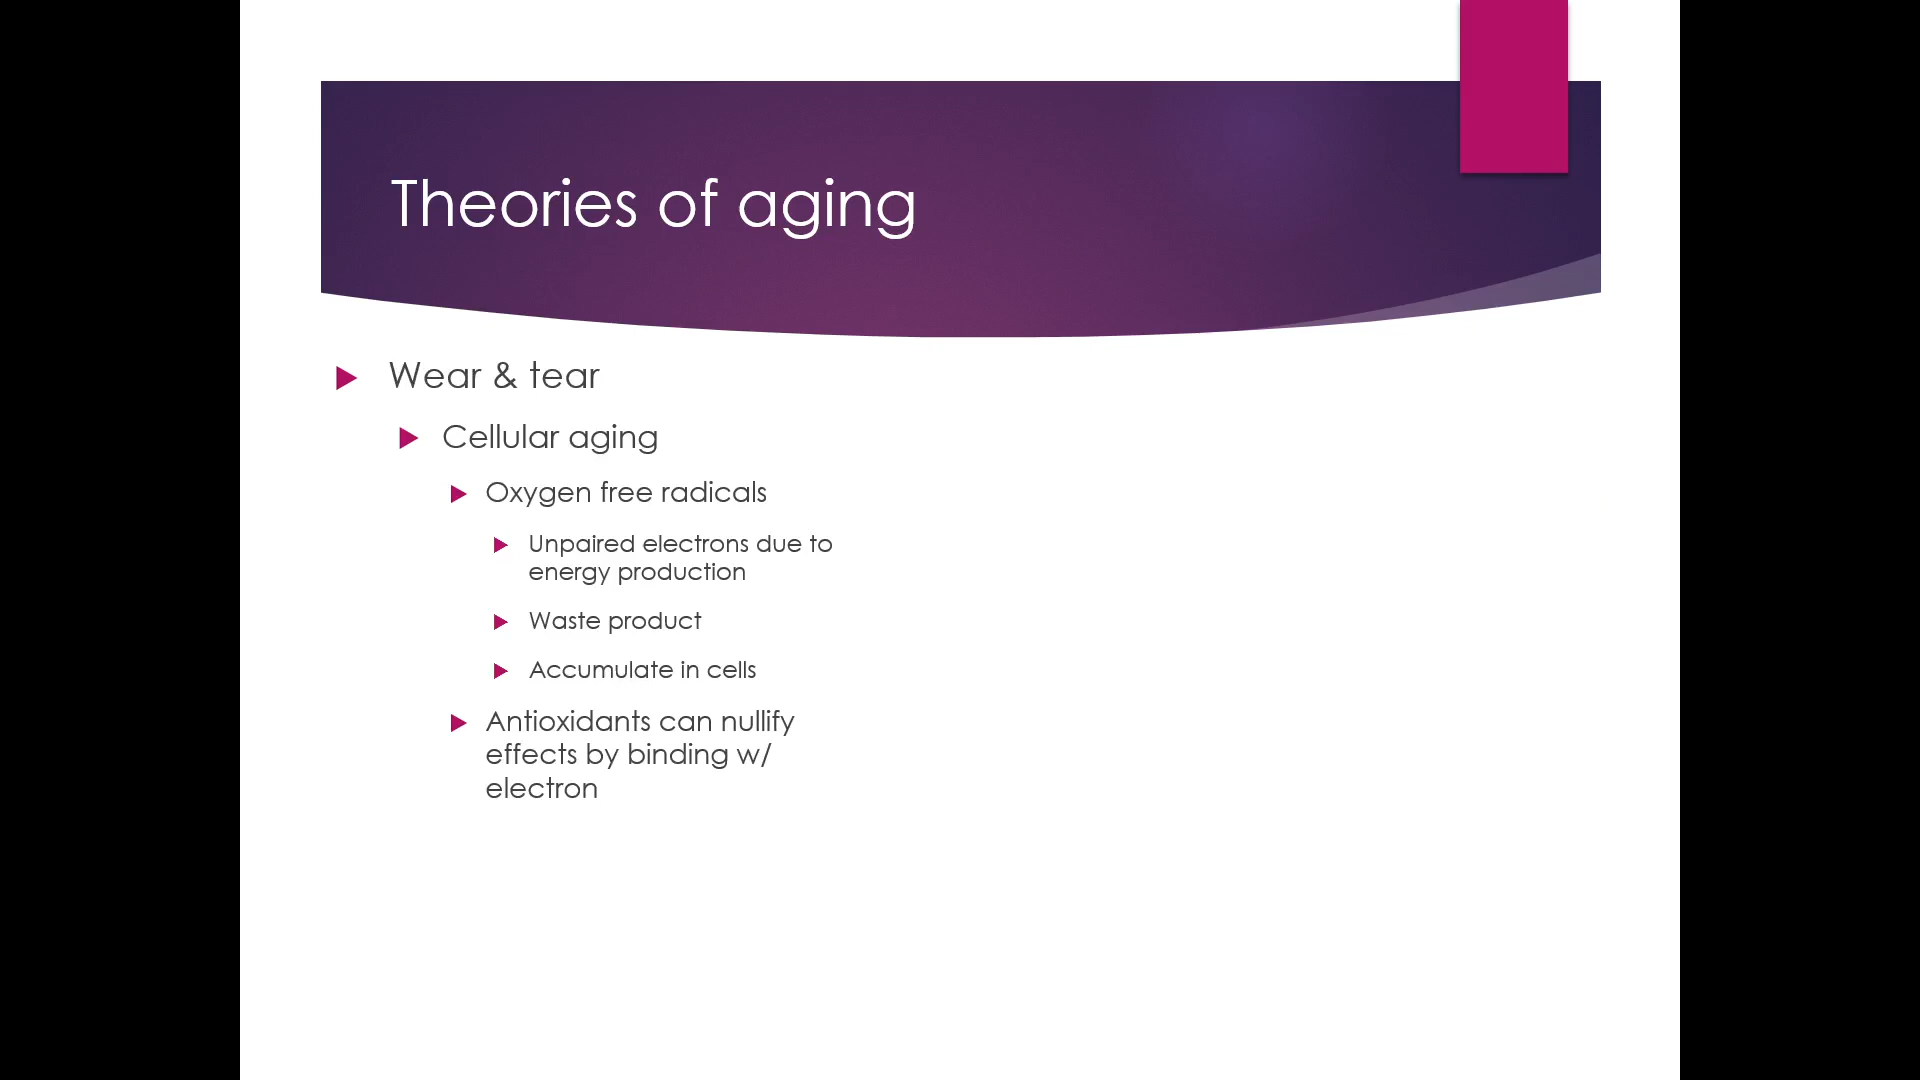 Theories of aging
Wear & tear
Cellular aging
Oxygen free radicals
Unpaired electrons due to
energy production
Waste product
Accumulate in cells
Antioxidants can nullify
effects by binding w/
electron